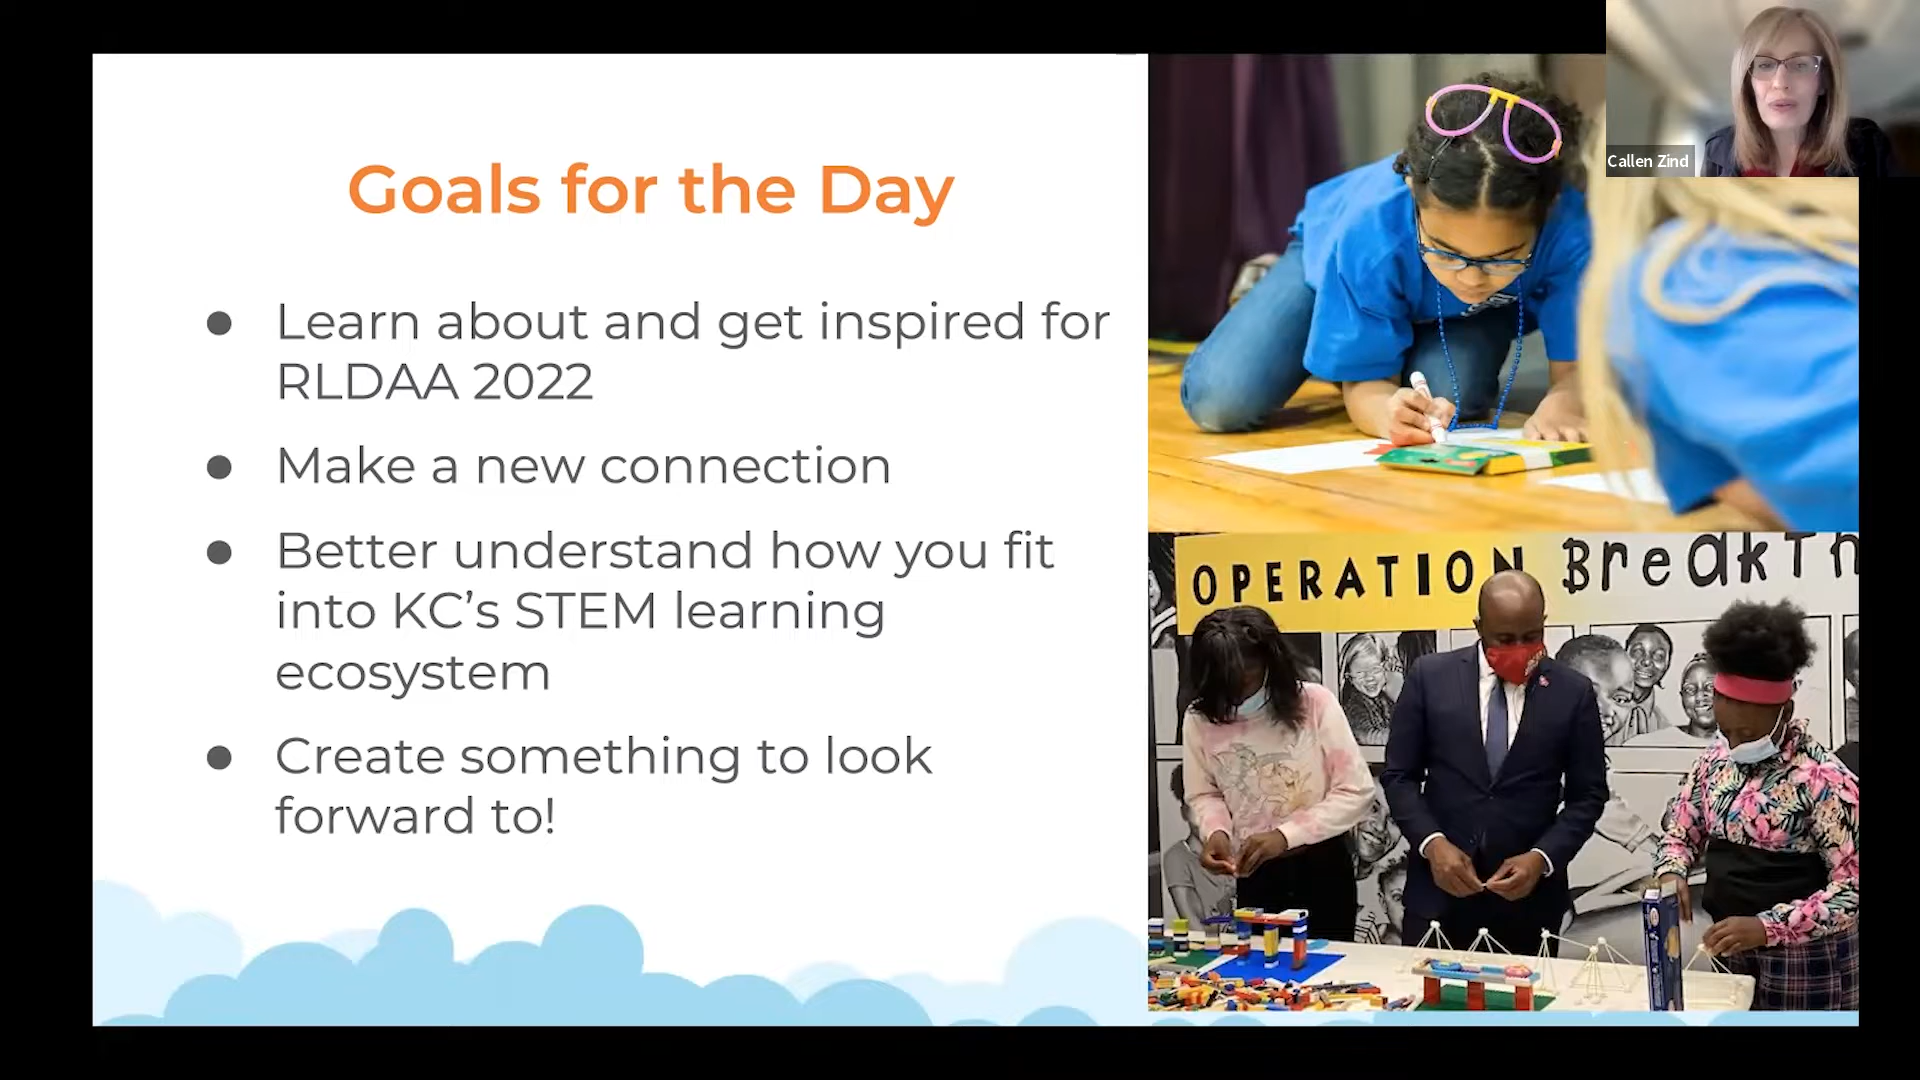 Callen Zind
Goals for the Day
● Learn about and get inspired for
RLDAA 2022
● Make a new connection
● Better understand how you fit
into KC’s STEM learning
ecosystem
● Create something to look
forward to!
OPERATION BreakTh